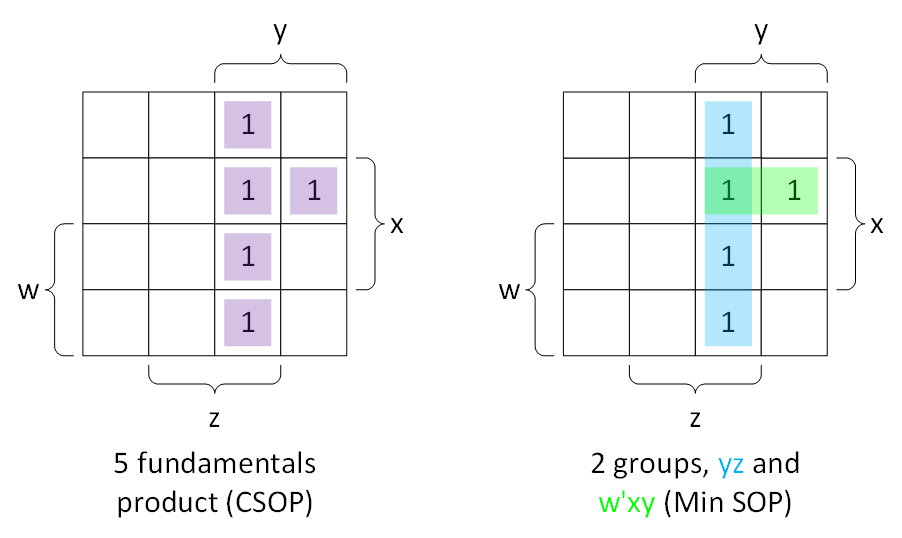 y
y
1
1
1
1
1
1
x
x
1
1
w
w
1
1
z
z
5 fundamentals
product (CSOP)
2 groups, yz and
w'xy (Min SOP)